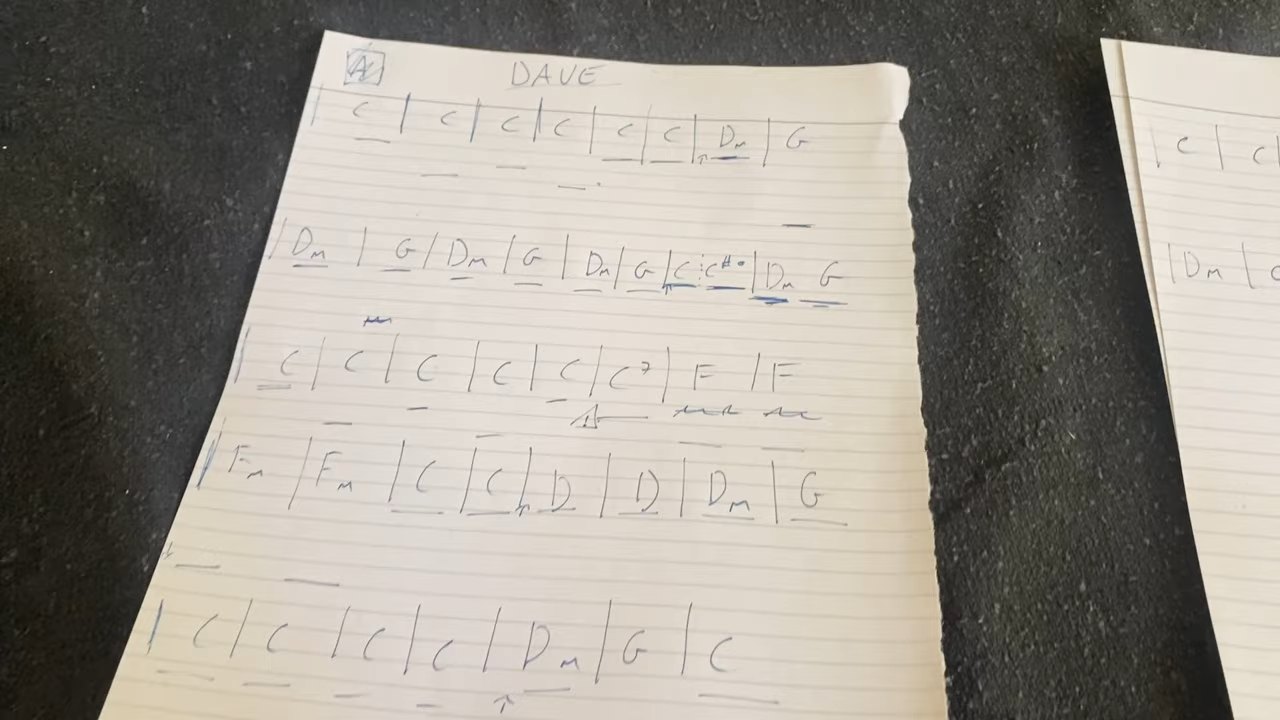 A DAVE
| C | C | C | C | C | C | Dm | G
| Dm | G | Dm | G | Dm | G | C C#° | Dm G
| C | C | C | C | C | C7 | F | F
| Fm | Fm | C | C | D | D | Dm | G
| C | C | C | C | Dm | G | C
| C | C
| Dm |